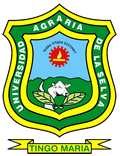 UNIVERSIDAD
AGRARIA
DE LA SELVA
TINGO MARIA